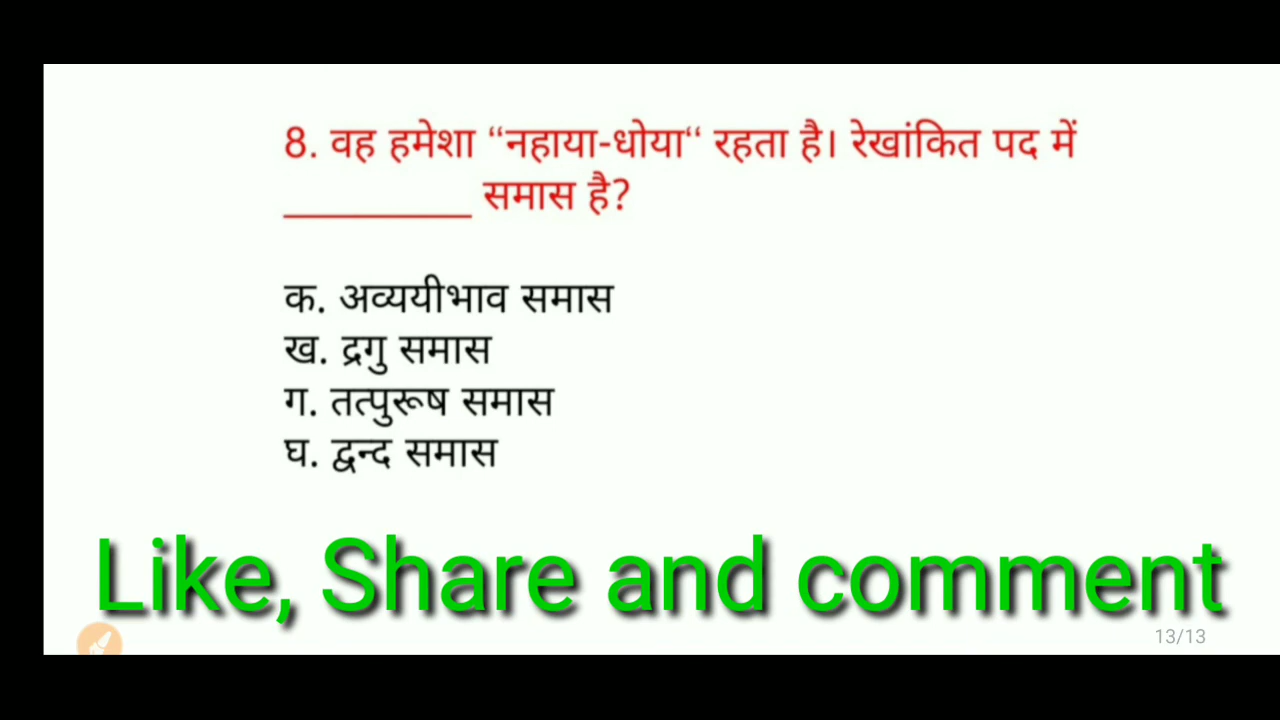 8. वह हमेशा “नहाया-धोया“ रहता है। रेखांकित पद में
_________ समास है?
क. अव्ययीभाव समास
ख. द्रगु समास
ग. तत्पुरूष समास
घ. द्वन्द समास
Like, Share and comment
13/13